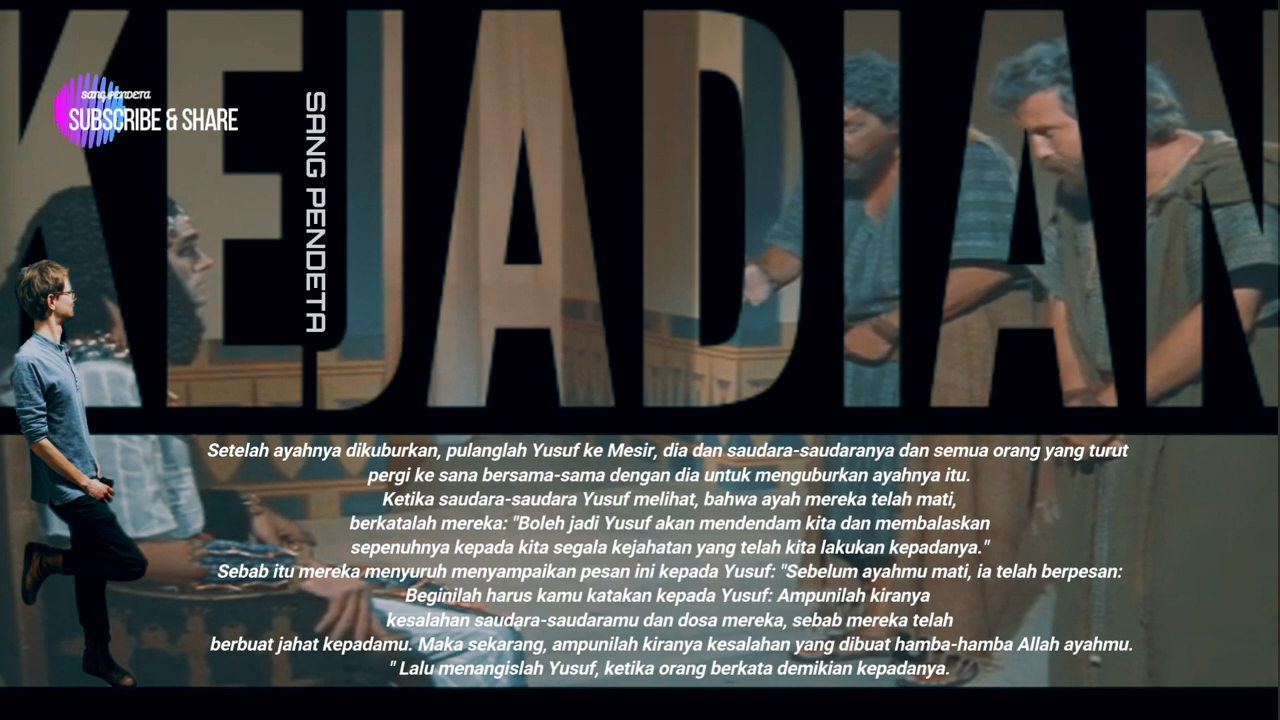 KEJADIAN
sang pendeta
SUBSCRIBE & SHARE
SANG PENDETA
Setelah ayahnya dikuburkan, pulanglah Yusuf ke Mesir, dia dan saudara-saudaranya dan semua orang yang turut
pergi ke sana bersama-sama dengan dia untuk menguburkan ayahnya itu.
Ketika saudara-saudara Yusuf melihat, bahwa ayah mereka telah mati,
berkatalah mereka: "Boleh jadi Yusuf akan mendendam kita dan membalaskan
sepenuhnya kepada kita segala kejahatan yang telah kita lakukan kepadanya."
Sebab itu mereka menyuruh menyampaikan pesan ini kepada Yusuf: "Sebelum ayahmu mati, ia telah berpesan:
Beginilah harus kamu katakan kepada Yusuf: Ampunilah kiranya
kesalahan saudara-saudaramu dan dosa mereka, sebab mereka telah
berbuat jahat kepadamu. Maka sekarang, ampunilah kiranya kesalahan yang dibuat hamba-hamba Allah ayahmu.
" Lalu menangislah Yusuf, ketika orang berkata demikian kepadanya.